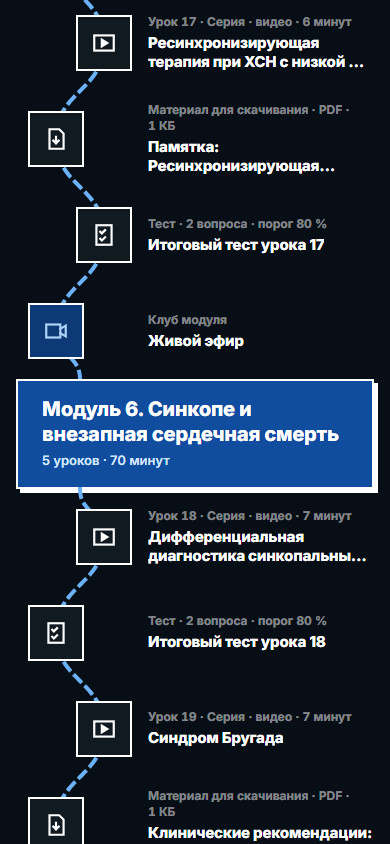 Урок 17 · Серия · видео · 6 минут
Ресинхронизирующая
терапия при ХСН с низкой ...
Материал для скачивания · PDF ·
1 КБ
Памятка:
Ресинхронизирующая...
Тест · 2 вопроса · порог 80 %
Итоговый тест урока 17
Клуб модуля
Живой эфир
Модуль 6. Синкопе и
внезапная сердечная смерть
5 уроков · 70 минут
Урок 18 · Серия · видео · 7 минут
Дифференциальная
диагностика синкопальны...
Тест · 2 вопроса · порог 80 %
Итоговый тест урока 18
Урок 19 · Серия · видео · 7 минут
Синдром Бругада
Материал для скачивания · PDF ·
1 КБ
Клинические рекомендации: